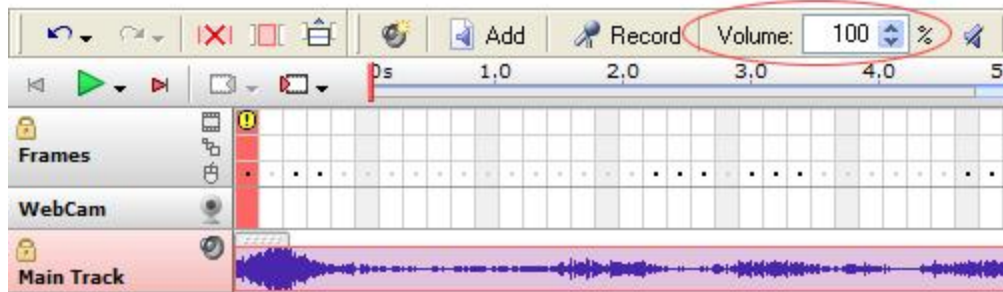 Add Record Volume: 100 %
0s 1,0 2,0 3,0 4,0 5
Frames
WebCam
Main Track